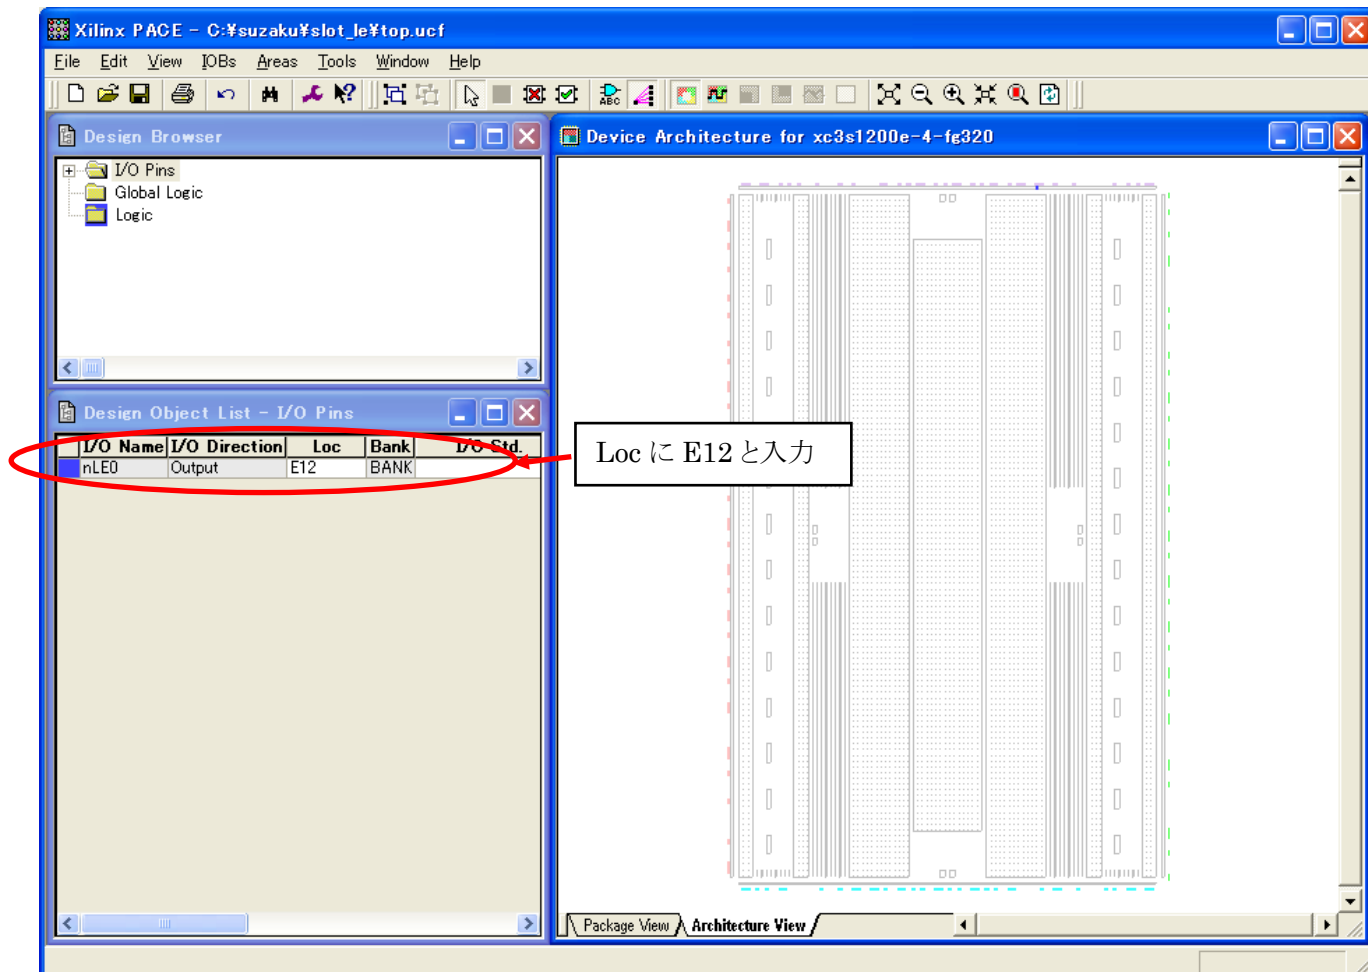 Xilinx PACE - C:¥suzaku¥slot_le¥top.ucf
File Edit View IOBs Areas Tools Window Help
ABC
Design Browser
I/O Pins
Global Logic
Logic
Device Architecture for xc3s1200e-4-fg320
Design Object List - I/O Pins
I/O Name I/O Direction Loc Bank I/O Std.
nLE0 Output E12 BANK
Loc に E12 と入力
Package View Architecture View